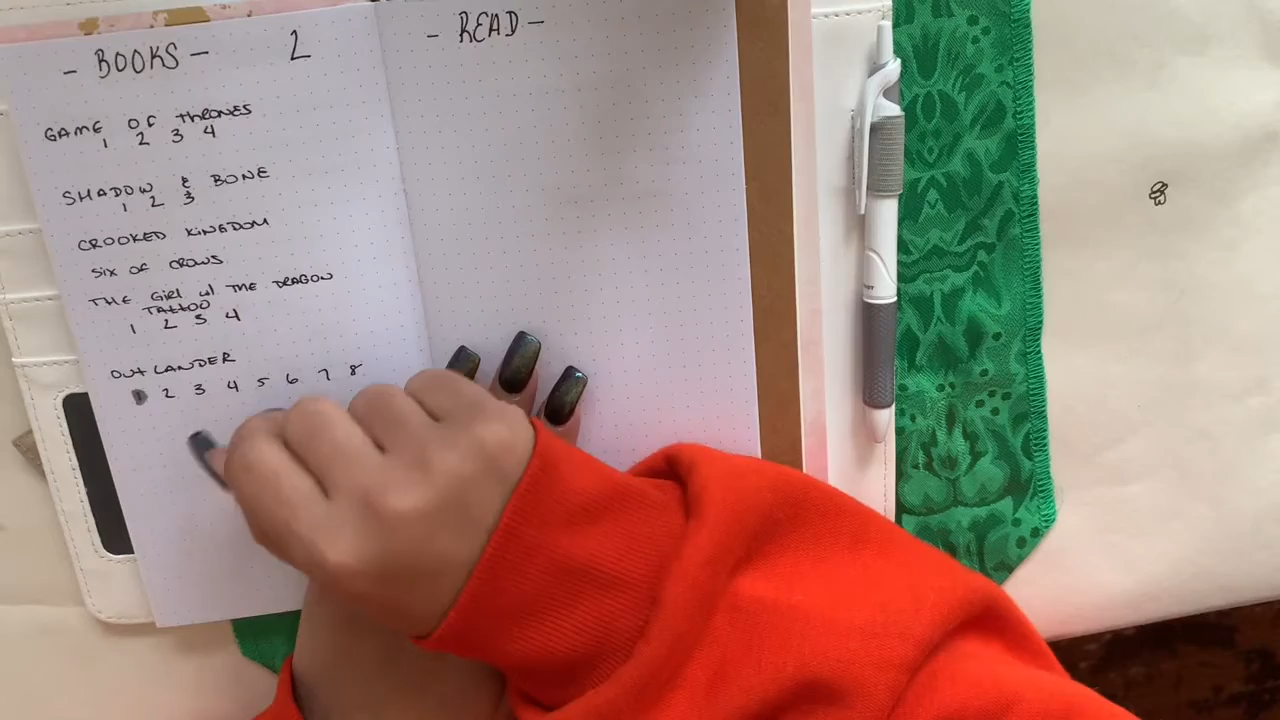 - BOOKS - 2
GAME OF THRONES
1 2 3 4
SHADOW & BONE
1 2 3
CROOKED KINGDOM
SIX OF CROWS
THE GIRL W/ THE DRAGON
TATTOO
1 2 3 4
OUTLANDER
1 2 3 4 5 6 7 8
- READ -